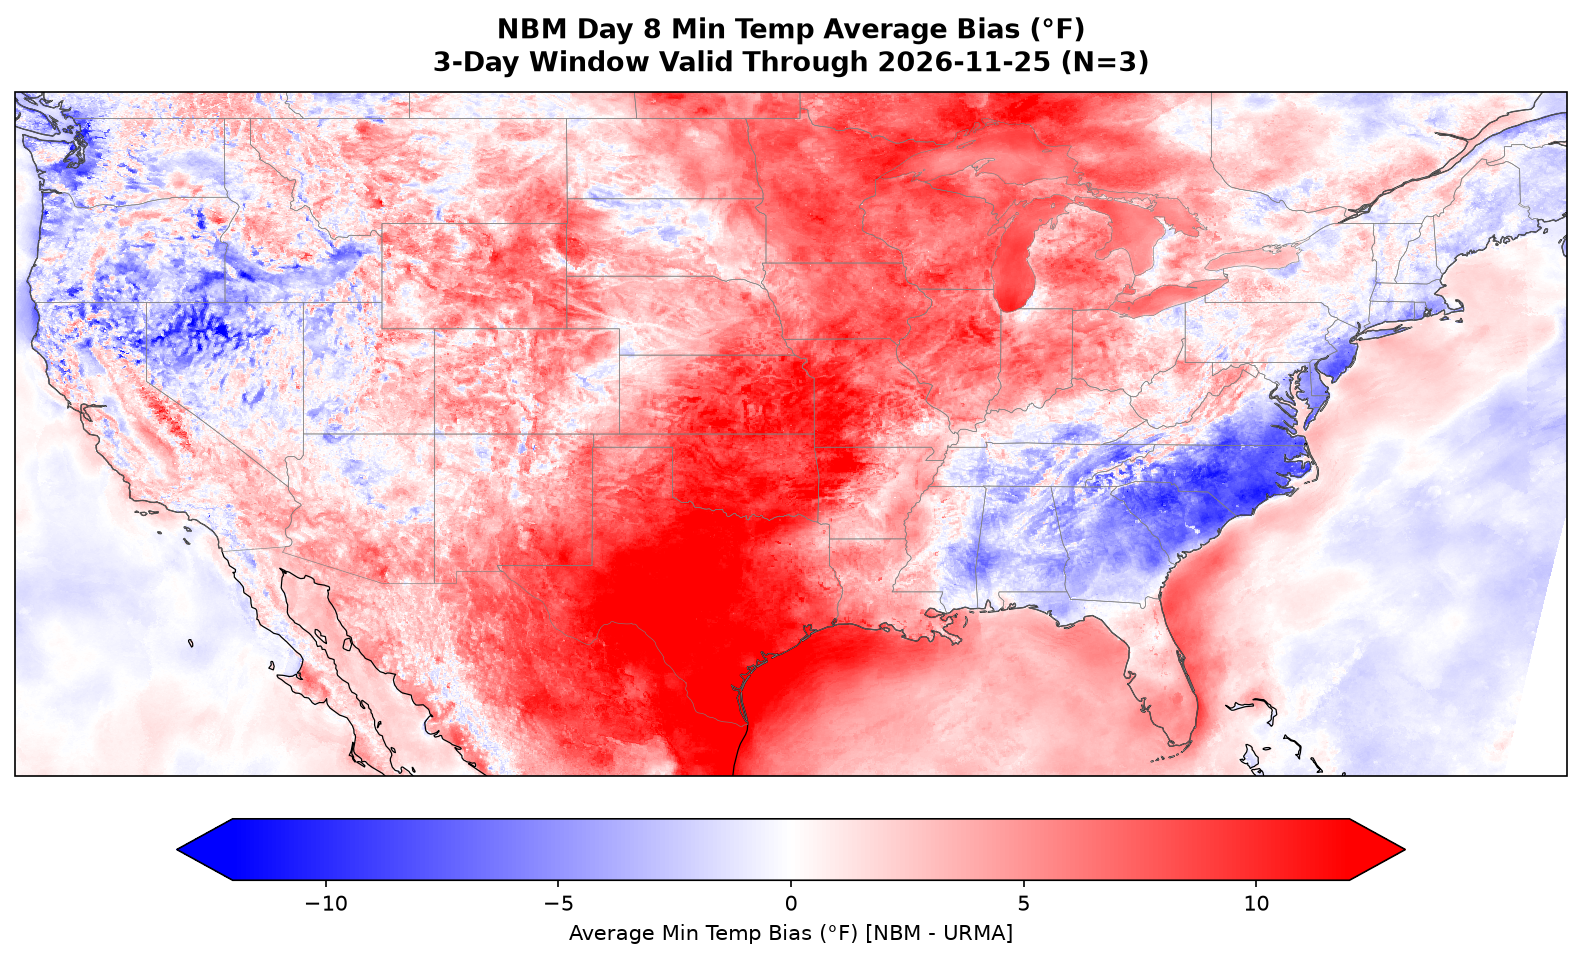 NBM Day 8 Min Temp Average Bias (°F)
3-Day Window Valid Through 2026-11-25 (N=3)
−10 −5 0 5 10
Average Min Temp Bias (°F) [NBM - URMA]